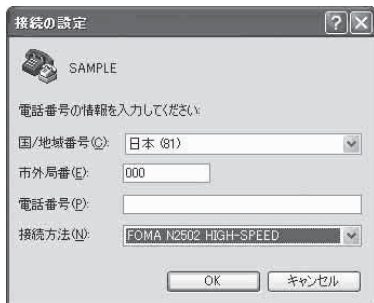 接続の設定
SAMPLE
電話番号の情報を入力してください:
国/地域番号(C): 日本 (81)
市外局番(E): 000
電話番号(P):
接続方法(N): FOMA N2502 HIGH-SPEED
OK キャンセル